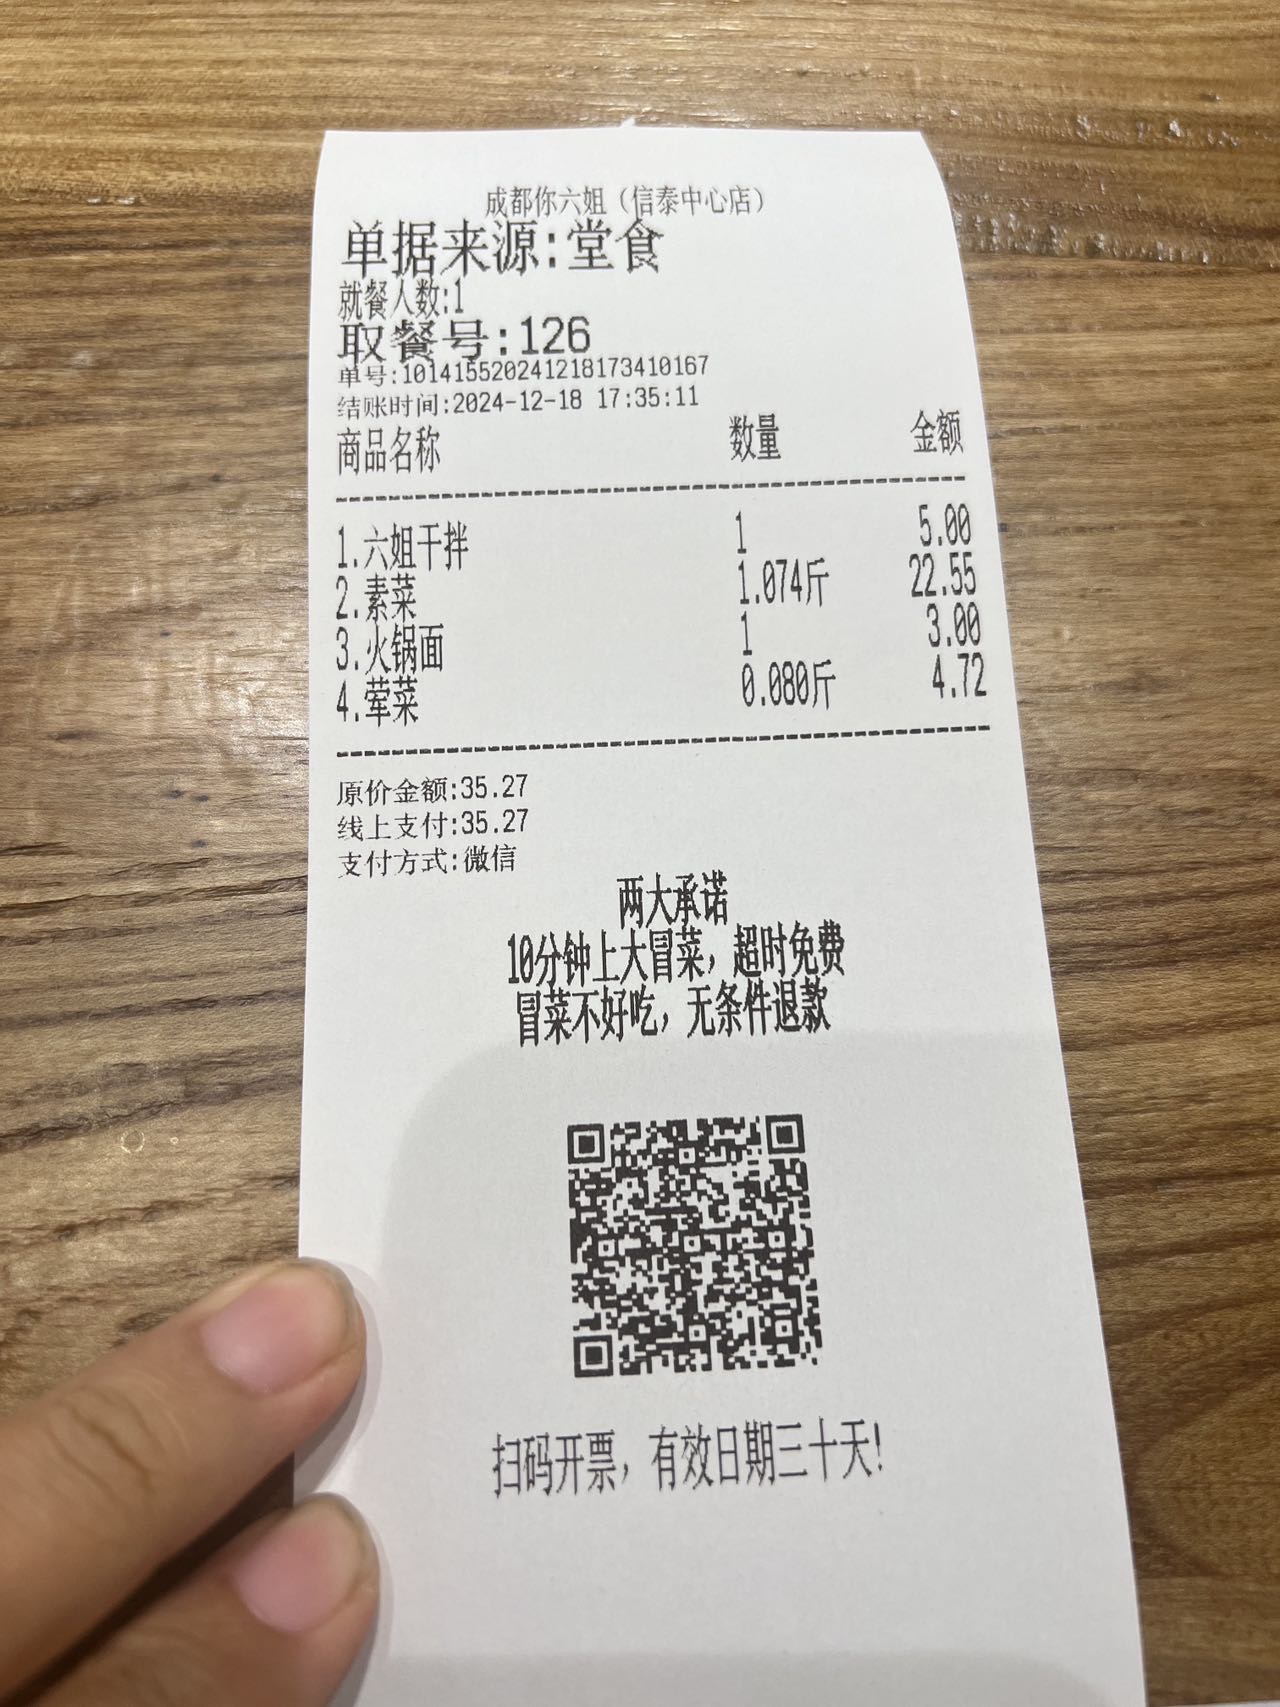 成都你六姐（信泰中心店）
单据来源:堂食
就餐人数:1
取餐号:126
单号:10141552024121817341​0167
结账时间:2024-12-18 17:35:11
商品名称 数量 金额
1.六姐干拌 1 5.00
2.素菜 1.074斤 22.55
3.火锅面 1 3.00
4.荤菜 0.080斤 4.72
原价金额:35.27
线上支付:35.27
支付方式:微信
两大承诺
10分钟上大冒菜，超时免费
冒菜不好吃，无条件退款
扫码开票，有效日期三十天!